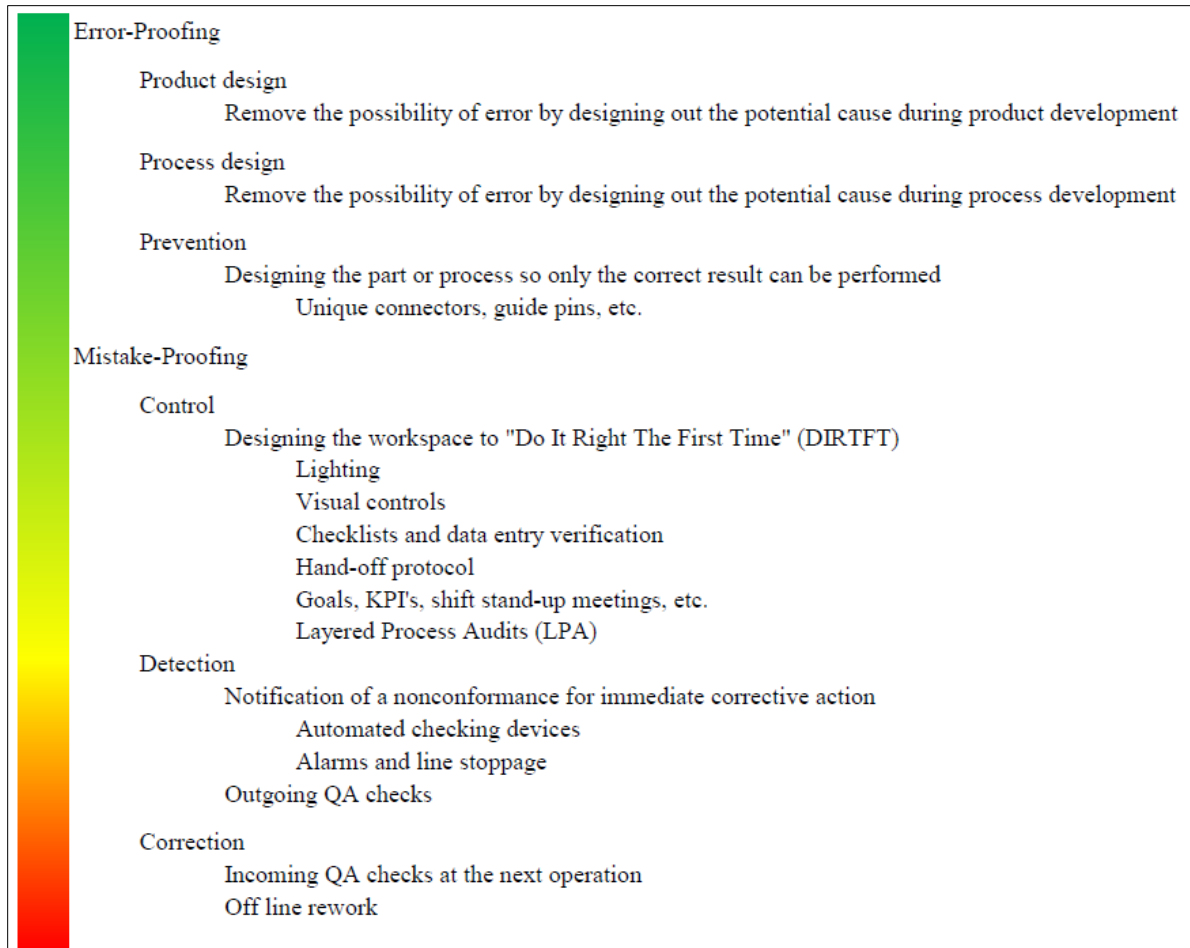 Error-Proofing
Product design
Remove the possibility of error by designing out the potential cause during product development
Process design
Remove the possibility of error by designing out the potential cause during process development
Prevention
Designing the part or process so only the correct result can be performed
Unique connectors, guide pins, etc.
Mistake-Proofing
Control
Designing the workspace to "Do It Right The First Time" (DIRTFT)
Lighting
Visual controls
Checklists and data entry verification
Hand-off protocol
Goals, KPI's, shift stand-up meetings, etc.
Layered Process Audits (LPA)
Detection
Notification of a nonconformance for immediate corrective action
Automated checking devices
Alarms and line stoppage
Outgoing QA checks
Correction
Incoming QA checks at the next operation
Off line rework